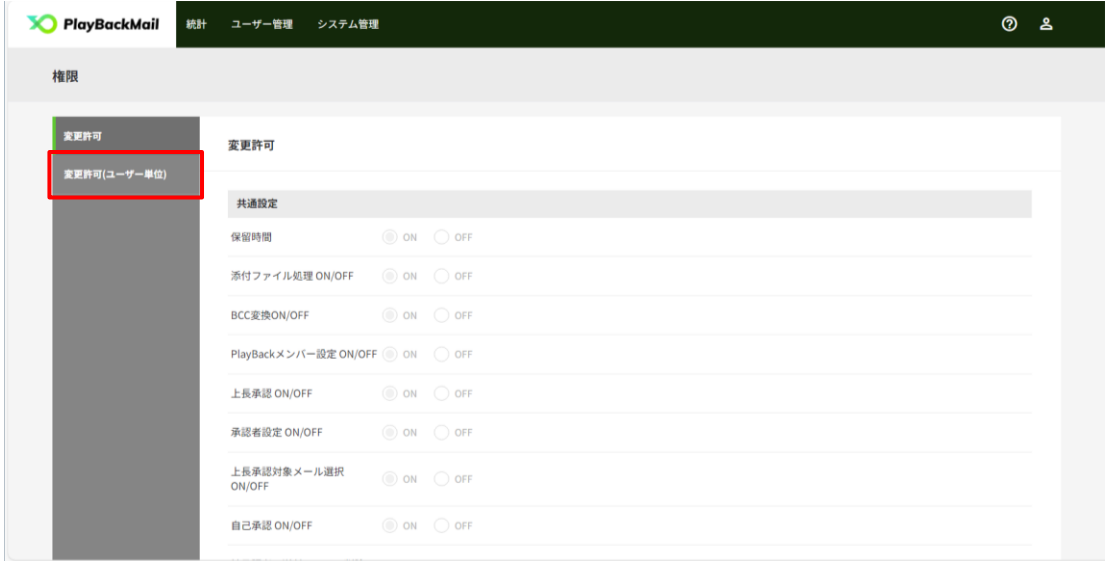 PlayBackMail 統計 ユーザー管理 システム管理
権限
変更許可
変更許可(ユーザー単位)
変更許可
共通設定
保留時間 ON OFF
添付ファイル処理 ON/OFF ON OFF
BCC変換ON/OFF ON OFF
PlayBackメンバー設定 ON/OFF ON OFF
上長承認 ON/OFF ON OFF
承認者設定 ON/OFF ON OFF
上長承認対象メール選択
ON/OFF ON OFF
自己承認 ON/OFF ON OFF